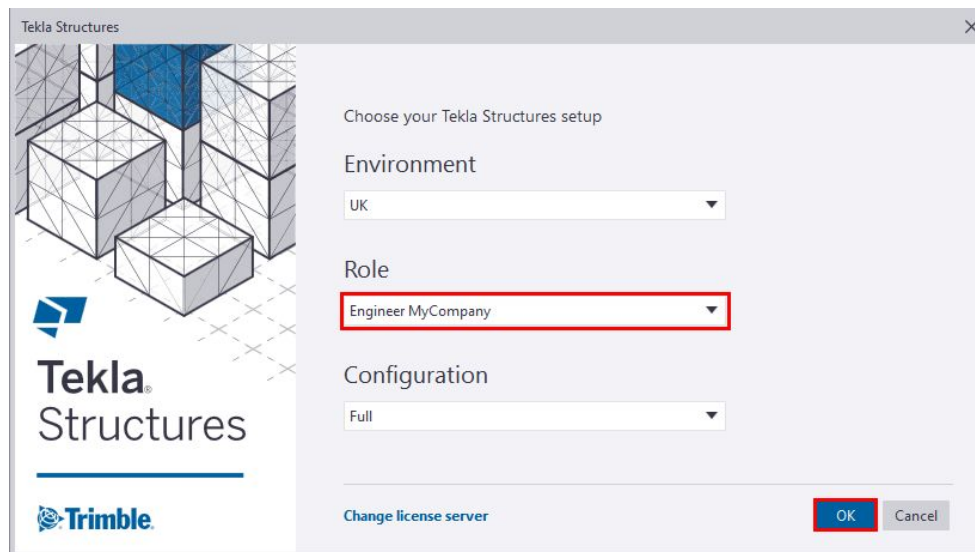 Tekla Structures
Choose your Tekla Structures setup
Environment
UK
Role
Engineer MyCompany
Configuration
Full
Tekla®
Structures
Trimble®
Change license server
OK
Cancel